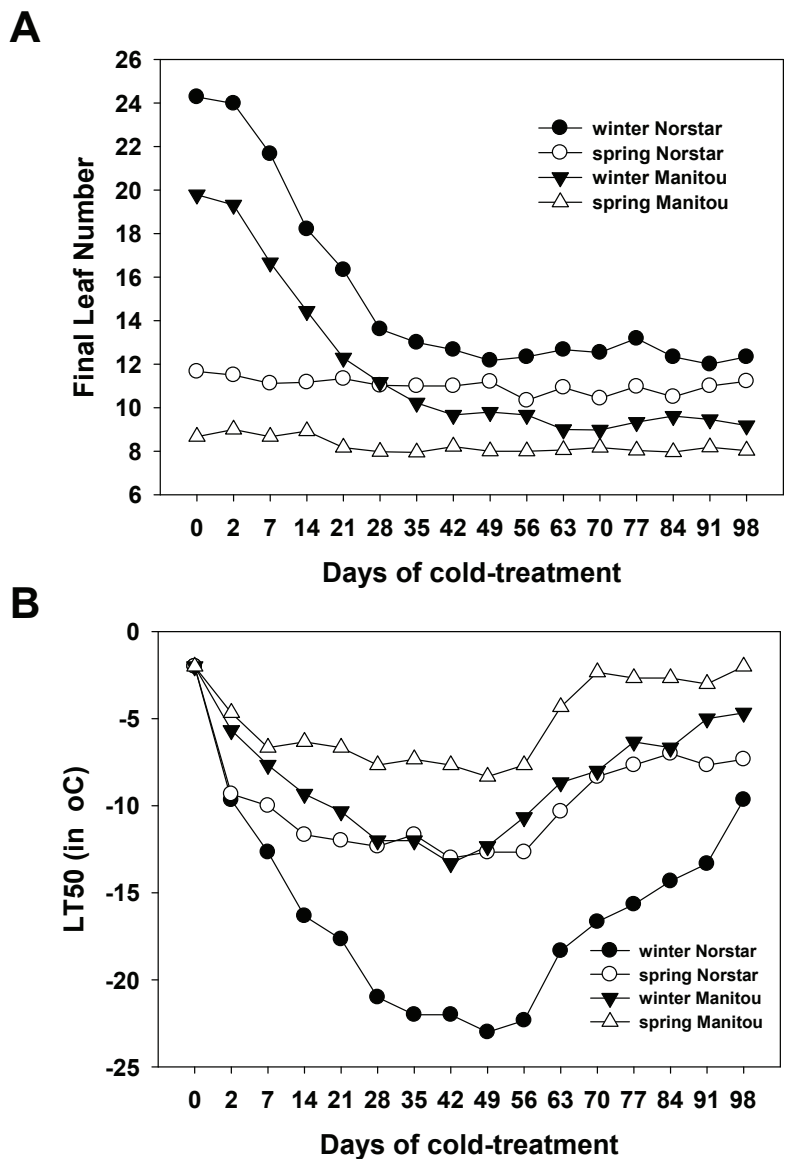 A
26
24
22
20
18
16
14
12
10
8
6
Final Leaf Number
winter Norstar
spring Norstar
winter Manitou
spring Manitou
0 2 7 14 21 28 35 42 49 56 63 70 77 84 91 98
Days of cold-treatment
B
0
-5
-10
-15
-20
-25
LT50 (in oC)
winter Norstar
spring Norstar
winter Manitou
spring Manitou
0 2 7 14 21 28 35 42 49 56 63 70 77 84 91 98
Days of cold-treatment